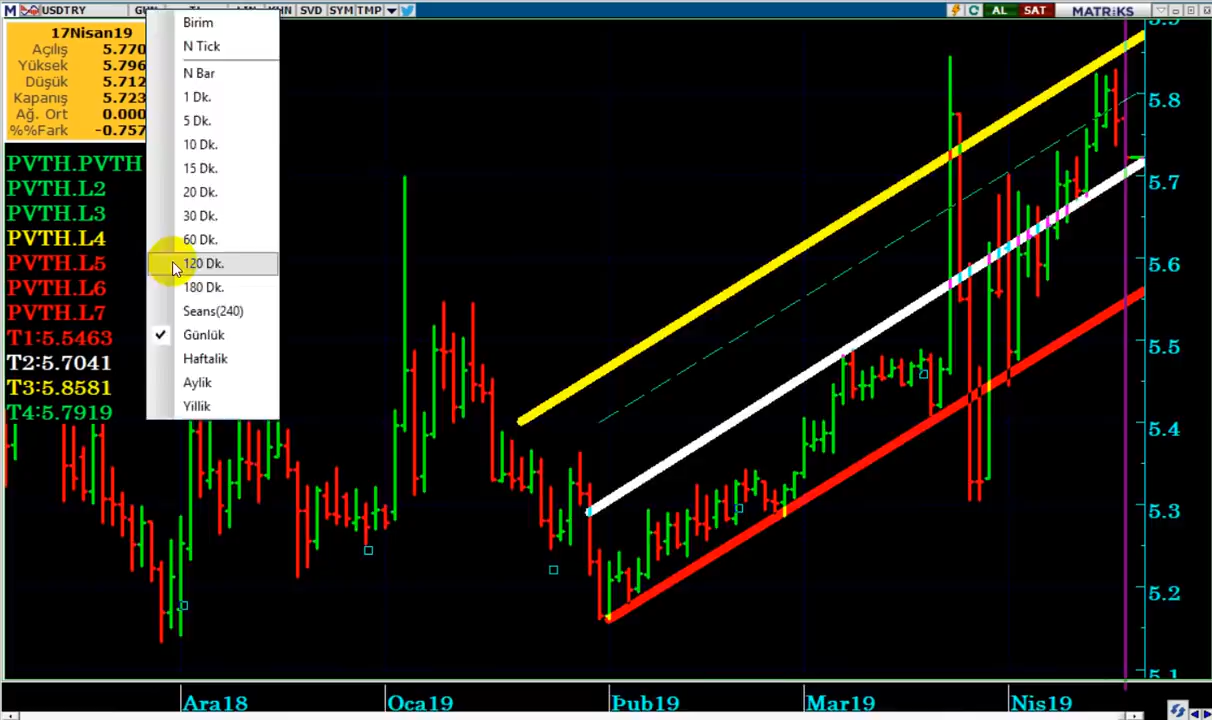 M USDTRY SVD SYM TMP AL SAT MATRiKS
17Nisan19
Açılış 5.770
Yüksek 5.796
Düşük 5.712
Kapanış 5.723
Ağ. Ort 0.000
%%Fark -0.757
PVTH.PVTH
PVTH.L2
PVTH.L3
PVTH.L4
PVTH.L5
PVTH.L6
PVTH.L7
T1:5.5463
T2:5.7041
T3:5.8581
T4:5.7919
Birim
N Tick
N Bar
1 Dk.
5 Dk.
10 Dk.
15 Dk.
20 Dk.
30 Dk.
60 Dk.
120 Dk.
180 Dk.
Seans(240)
Günlük
Haftalik
Aylik
Yillik
5.8
5.7
5.6
5.5
5.4
5.3
5.2
Ara18 Oca19 Þub19 Mar19 Nis19